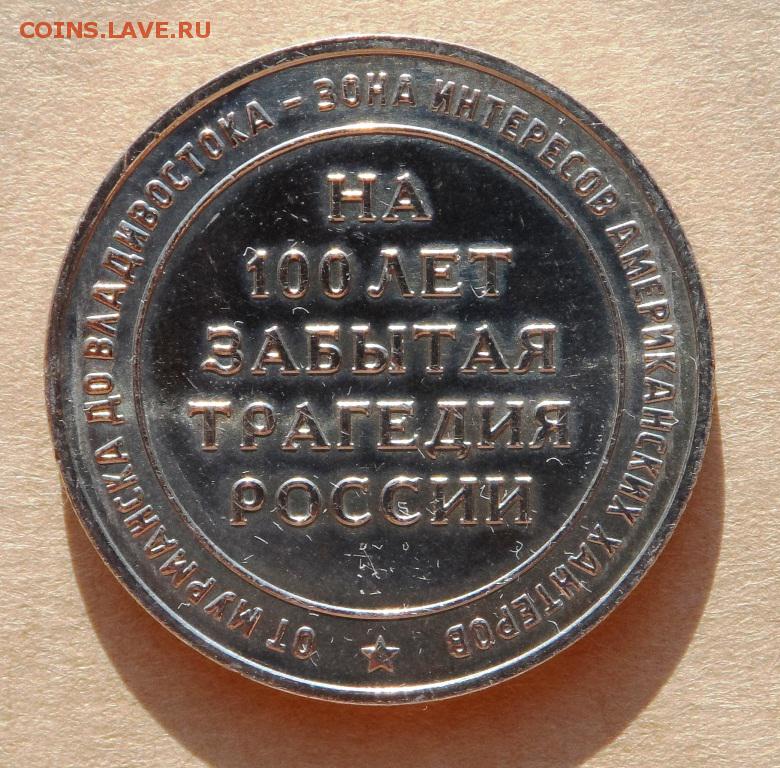 COINS.LAVE.RU
ОТ МУРМАНСКА ДО ВЛАДИВОСТОКА – ЗОНА ИНТЕРЕСОВ АМЕРИКАНСКИХ ХАНТЕРОВ
НА
100 ЛЕТ
ЗАБЫТАЯ
ТРАГЕДИЯ
РОССИИ